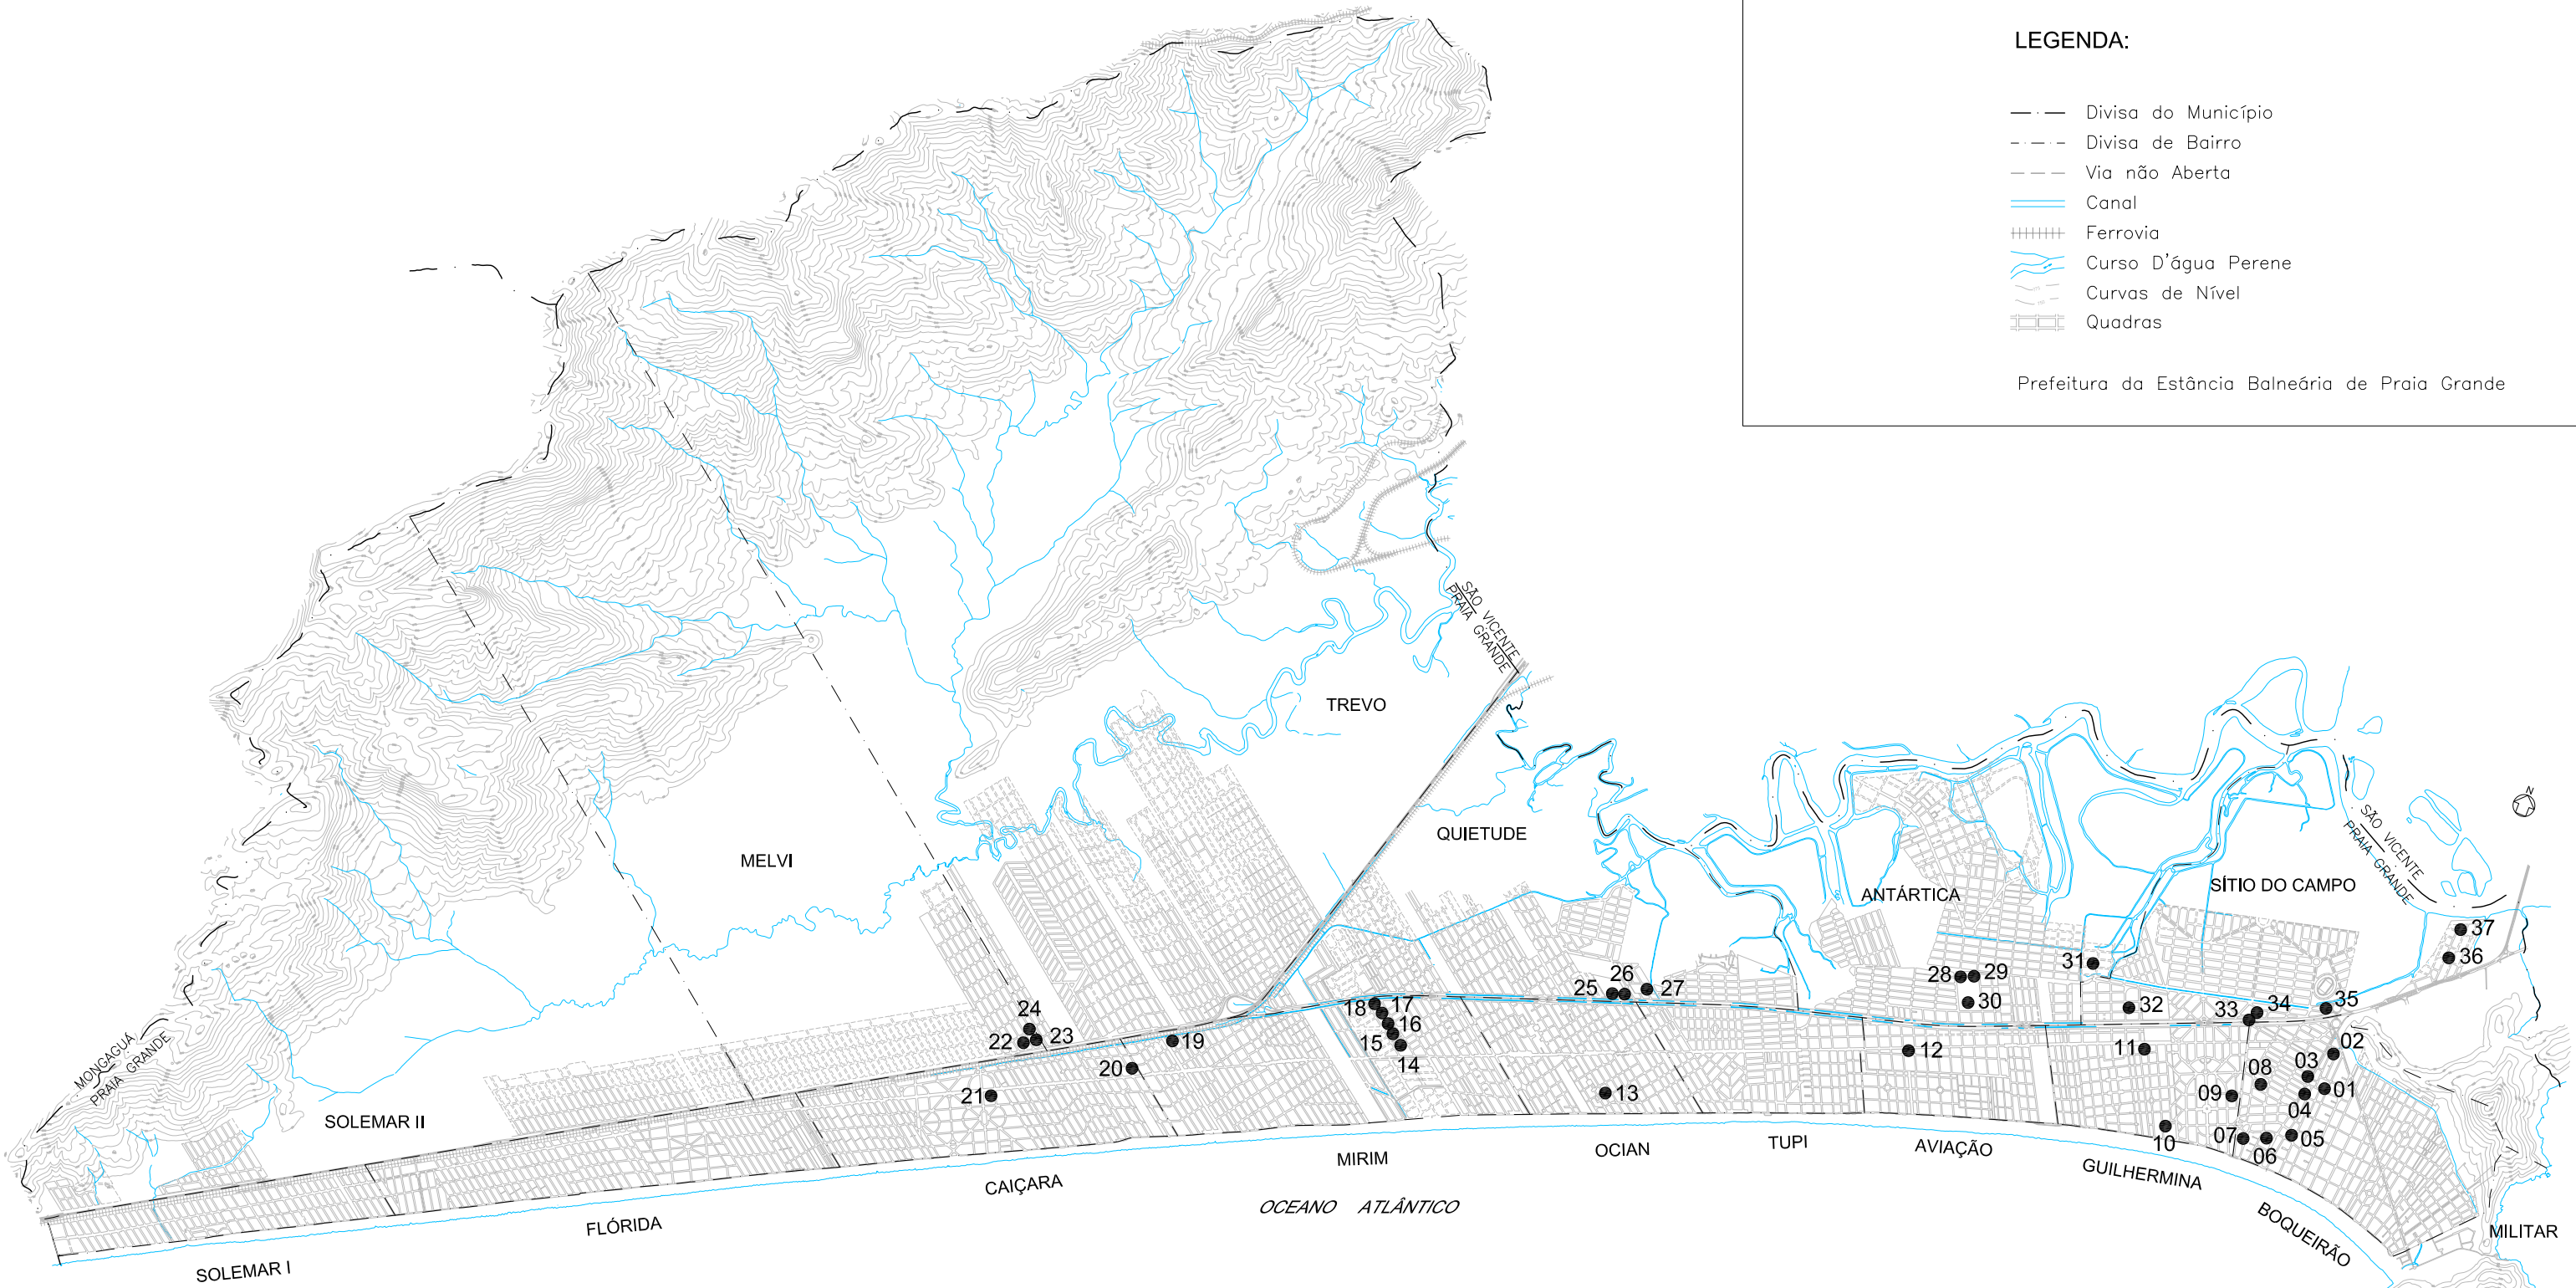 LEGENDA:
Divisa do Município
Divisa de Bairro
Via não Aberta
Canal
Ferrovia
Curso D'água Perene
Curvas de Nível
Quadras
Prefeitura da Estância Balneária de Praia Grande
SÃO VICENTE
PRAIA GRANDE
TREVO
QUIETUDE
MELVI
N
SÃO VICENTE
PRAIA GRANDE
SÍTIO DO CAMPO
ANTÁRTICA
37
36
31
28
29
30
25
26
27
32
33
34
35
18
17
16
15
14
24
22
23
19
20
21
13
12
11
02
03
08
01
09
04
10
07
06
05
MONGAGUÁ
PRAIA GRANDE
SOLEMAR II
OCIAN
TUPI
AVIAÇÃO
MIRIM
GUILHERMINA
CAIÇARA
OCEANO ATLÂNTICO
FLÓRIDA
BOQUEIRÃO
MILITAR
SOLEMAR I